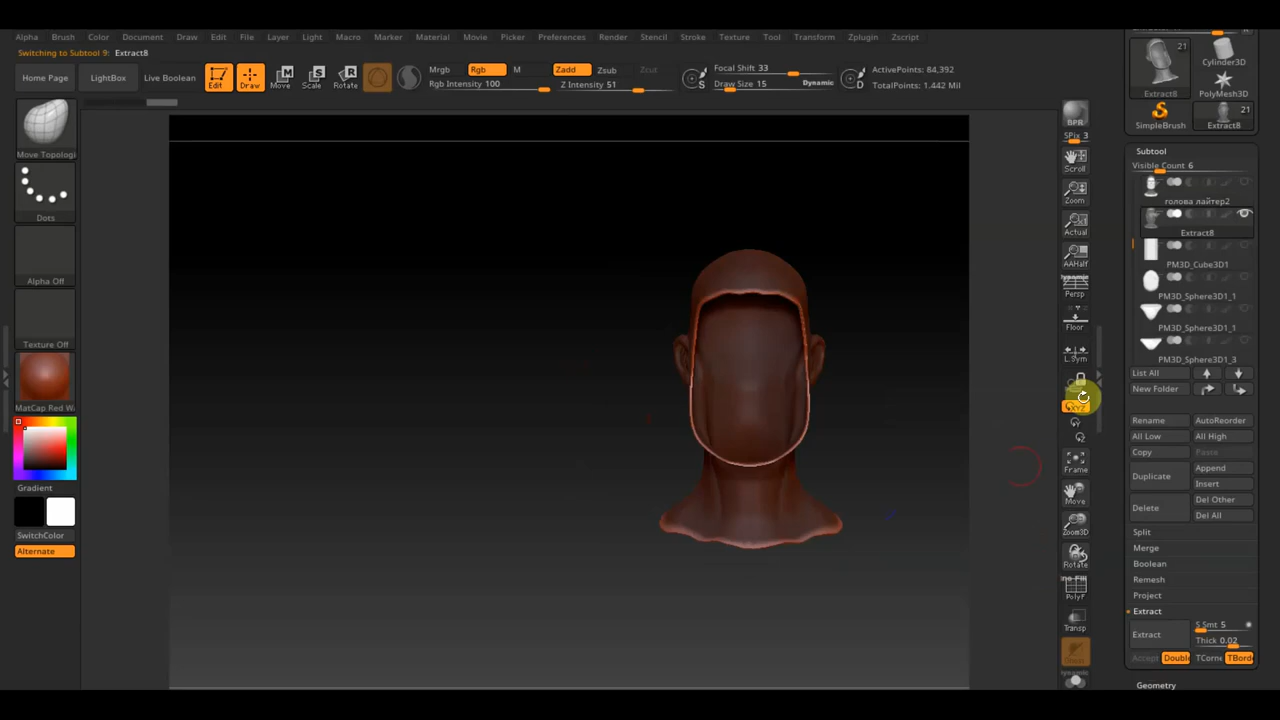 Switching to Subtool 9: Extract8
Alpha Brush Color Document Draw Edit File Layer Light Macro Marker Material Movie Picker Preferences Render Stencil Stroke Texture Tool Transform Zplugin Zscript
Home Page LightBox Live Boolean Edit Draw Move Scale Rotate
Mrgb Rgb M Zadd Zsub Zcut
Rgb Intensity 100 Z Intensity 51
Focal Shift 33
Draw Size 15 Dynamic
S D
ActivePoints: 84,392
TotalPoints: 1.442 Mil
Move Topologi
Dots
Alpha Off
Texture Off
MatCap Red Wa
Gradient
SwitchColor
Alternate
BPR
SPix 3
Scroll
Zoom
Actual
AAHalf
Dynamic
Persp
Floor
L.Sym
XYZ
Y
Z
Frame
Move
Zoom3D
Rotate
PolyF
Transp
Dynamic
21
Extract8
Cylinder3D
PolyMesh3D
SimpleBrush
21
Extract8
Subtool
Visible Count 6
голова лайтер2
Extract8
PM3D_Cube3D1
PM3D_Sphere3D1_1
PM3D_Sphere3D1_1
PM3D_Sphere3D1_3
List All
New Folder
Rename AutoReorder
All Low All High
Copy Paste
Duplicate Append
Insert
Delete Del Other
Del All
Split
Merge
Boolean
Remesh
Project
Extract
Extract S Smt 5
Thick 0.02
Accept Double TCorne TBorde
Geometry